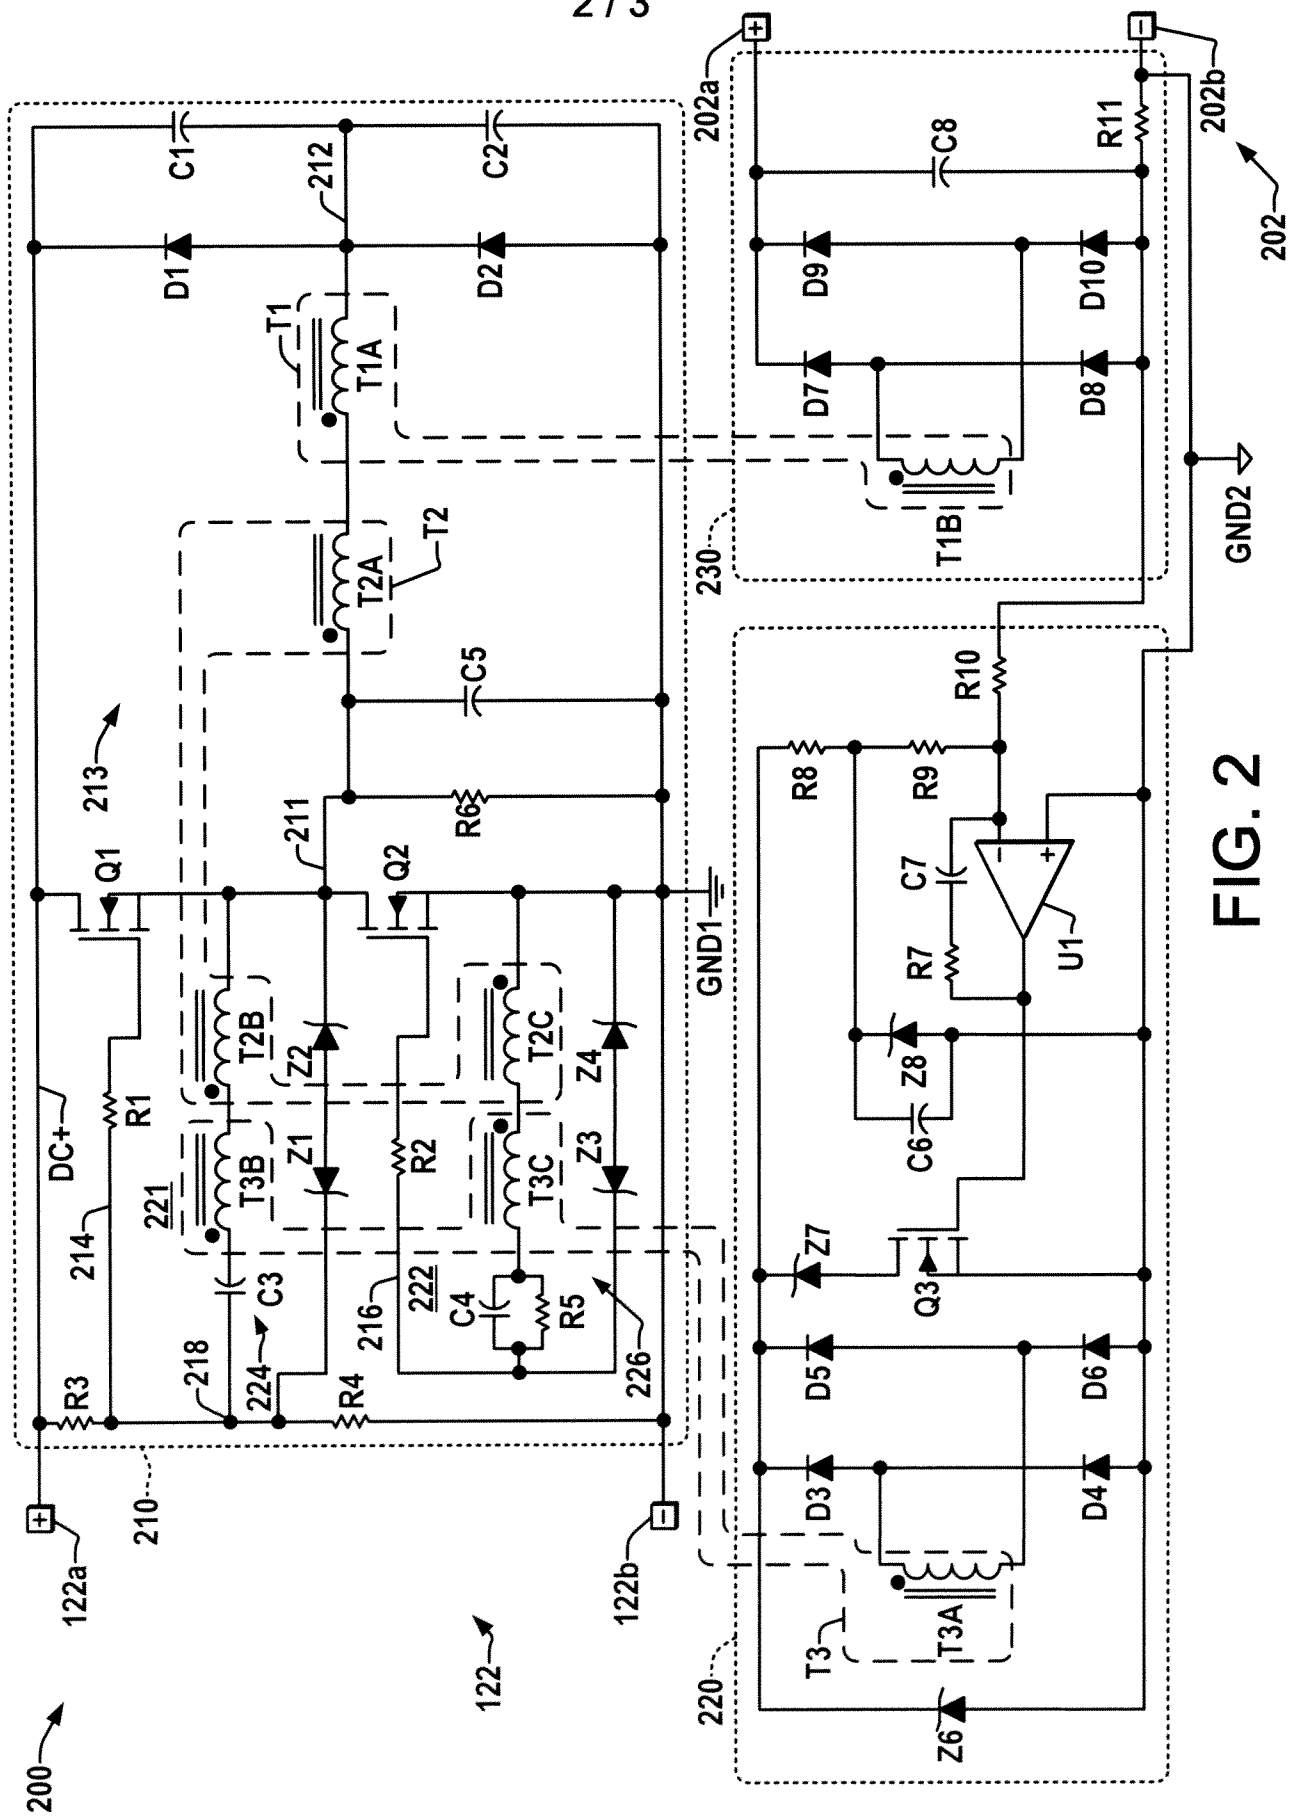 2 / 3
200
122
122a
+
210
R3
214
R1
DC+
Q1
213
C1
D1
212
C2
D2
T1
T1A
T2A
T2
C5
R6
211
Q2
221
T3B
T2B
C3
218
224
Z1
Z2
R4
216
R2
222
C4
R5
226
T3C
T2C
Z3
Z4
GND1
122b
-
202a
+
202b
-
202
R11
C8
D9
D10
D7
D8
T1B
230
GND2
R10
R8
R9
C7
R7
-
+
U1
Z8
C6
Z7
Q3
D5
D6
D3
D4
T3
T3A
220
Z6
FIG. 2